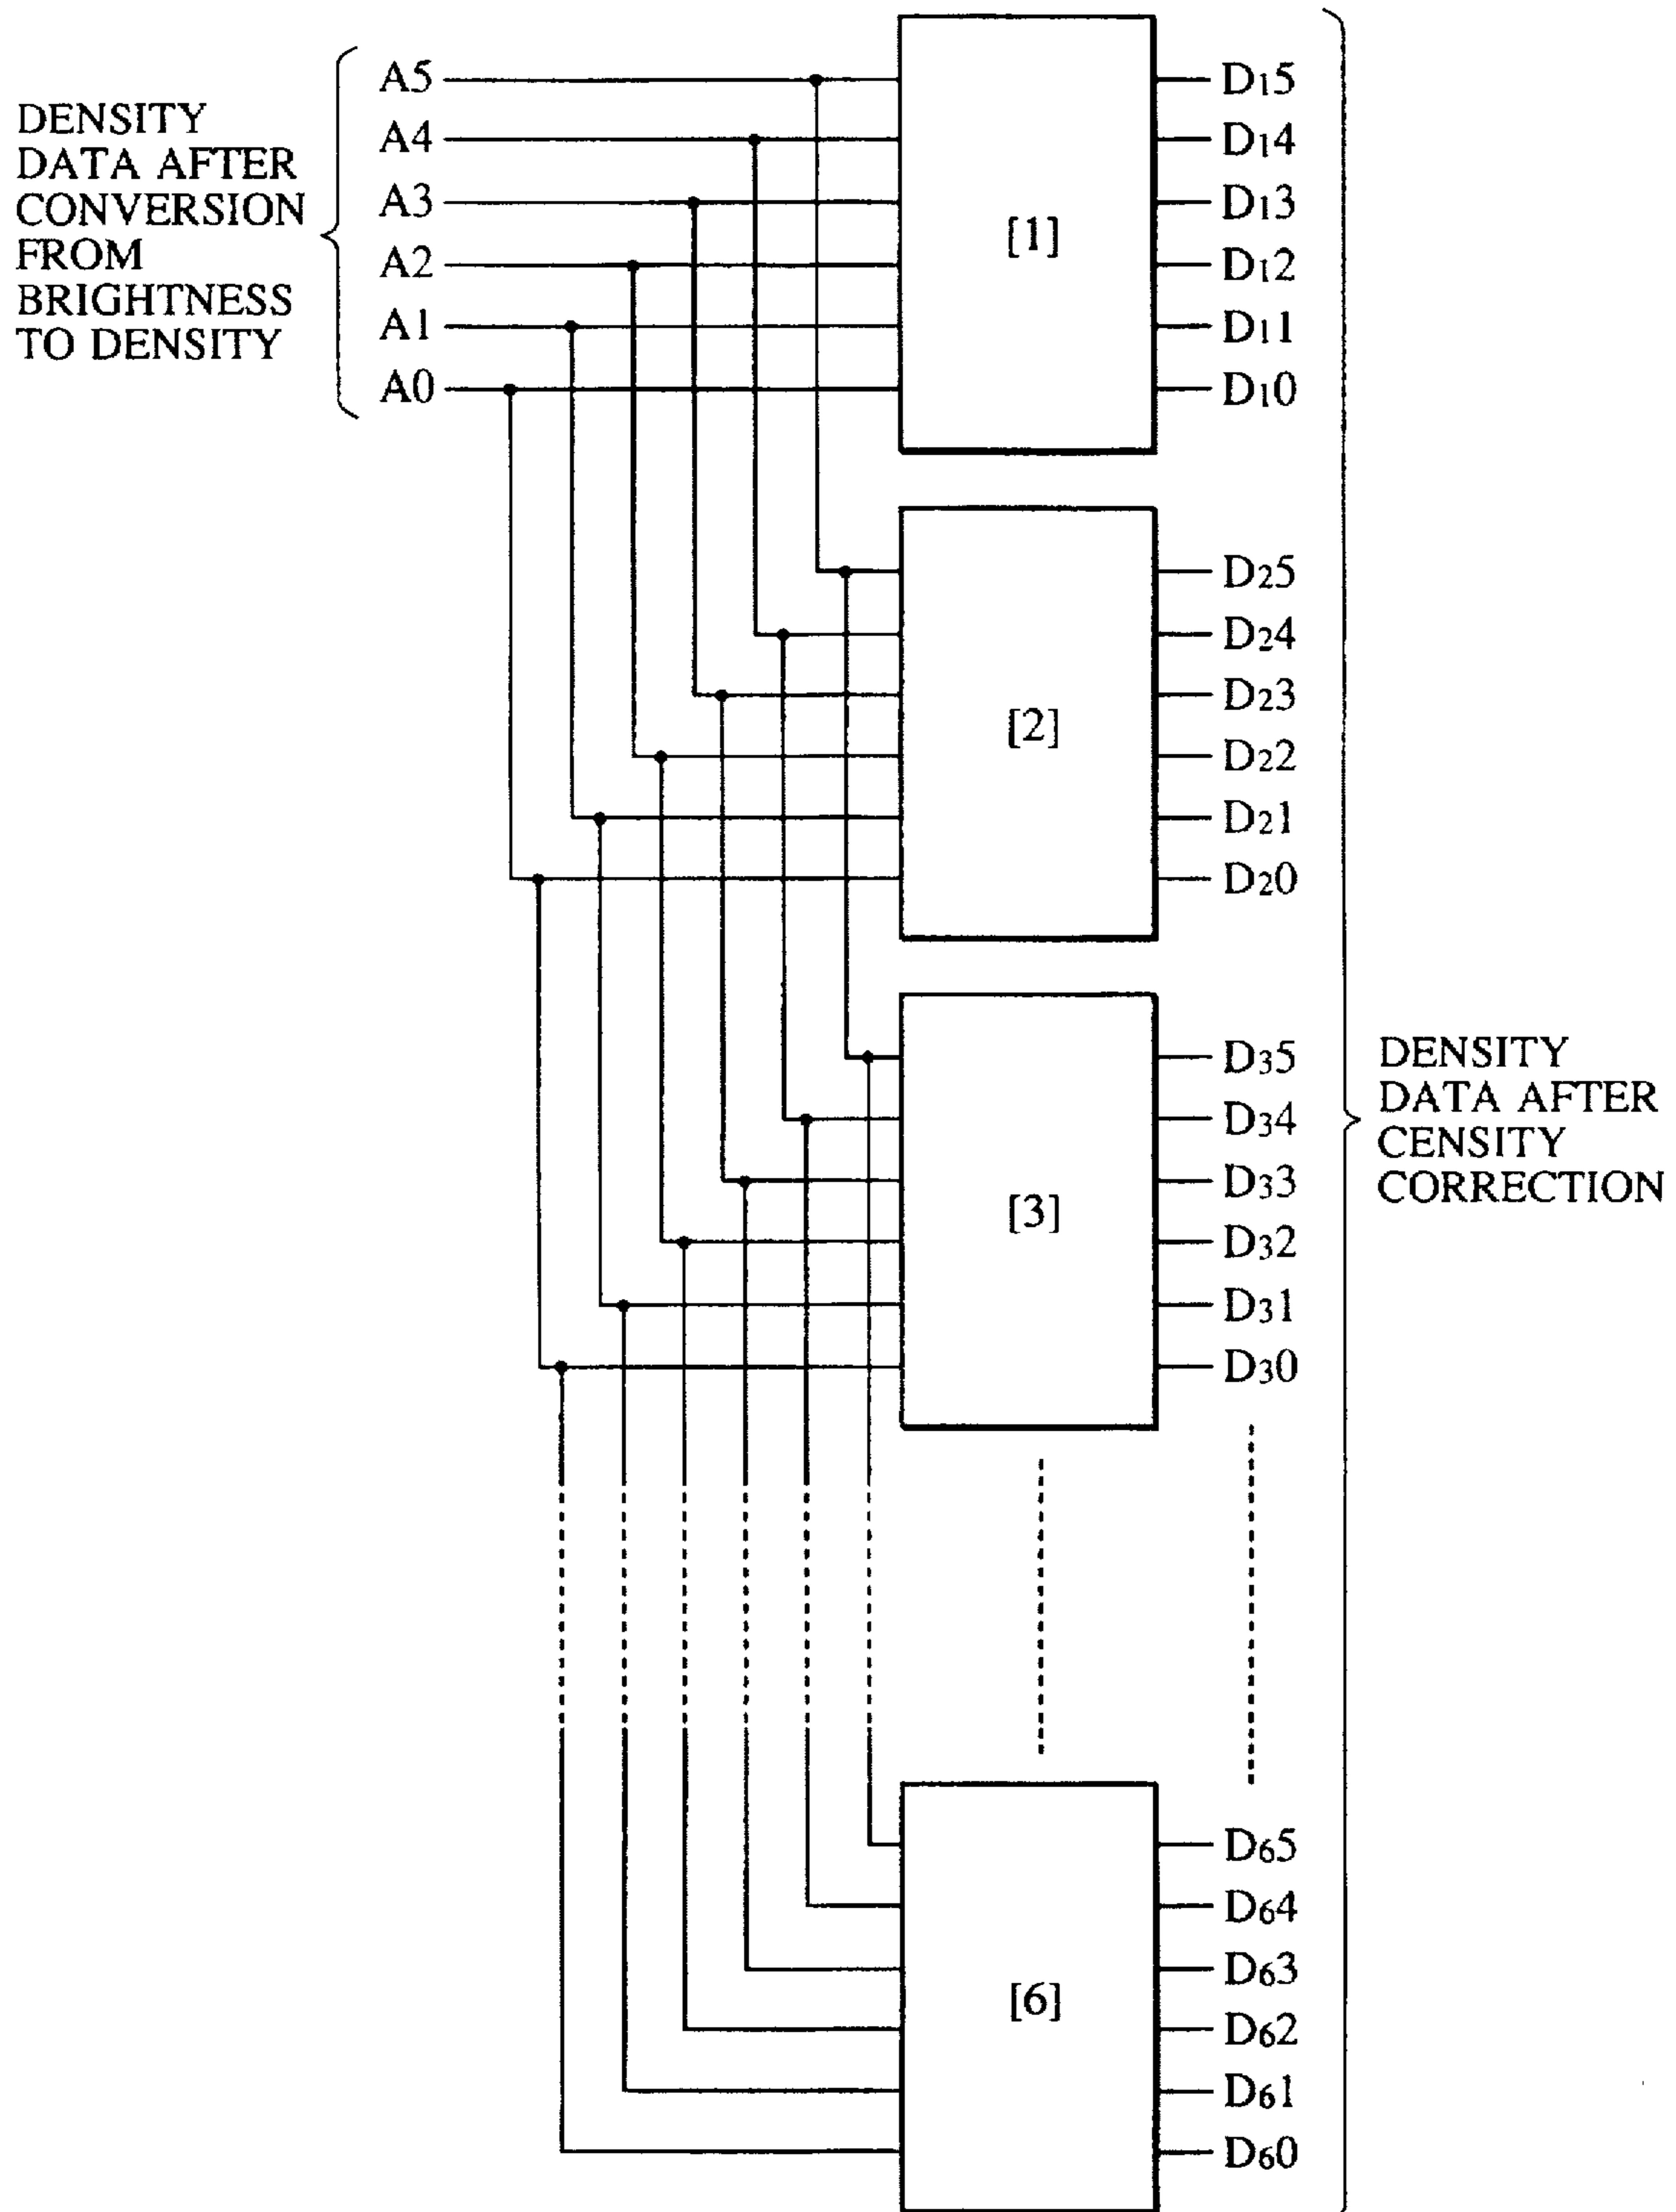 DENSITY
DATA AFTER
CONVERSION
FROM
BRIGHTNESS
TO DENSITY
A5
A4
A3
A2
A1
A0
[1]
D15
D14
D13
D12
D11
D10
[2]
D25
D24
D23
D22
D21
D20
[3]
D35
D34
D33
D32
D31
D30
[6]
D65
D64
D63
D62
D61
D60
DENSITY
DATA AFTER
CENSITY
CORRECTION